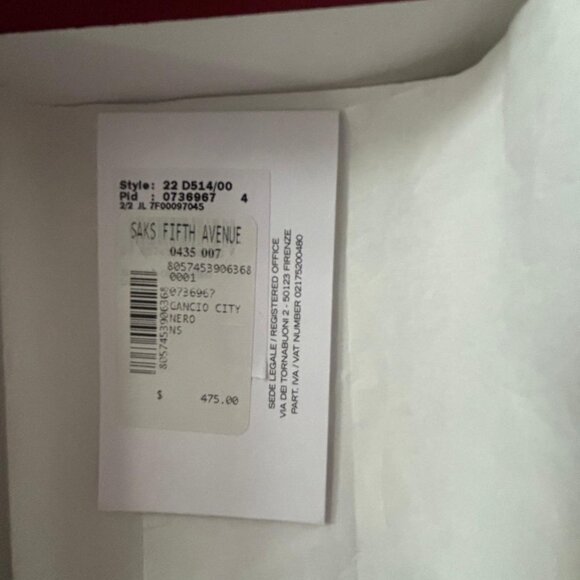 Style: 22 D514/00
Pid : 0736967 4
2/2 JL 7F00097045
SAKS FIFTH AVENUE
0435 007
8057453906368
0001
0736967
GANCIO CITY
NERO
NS
$ 475.00
8057453906368
SEDE LEGALE / REGISTERED OFFICE
VIA DEI TORNABUONI 2 - 50123 FIRENZE
PART. IVA / VAT NUMBER 02175200480